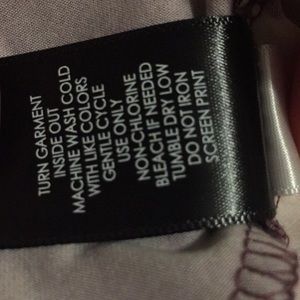 TURN GARMENT
INSIDE OUT
MACHINE WASH COLD
WITH LIKE COLORS
GENTLE CYCLE
USE ONLY
NON-CHLORINE
BLEACH IF NEEDED
TUMBLE DRY LOW
DO NOT IRON
SCREEN PRINT